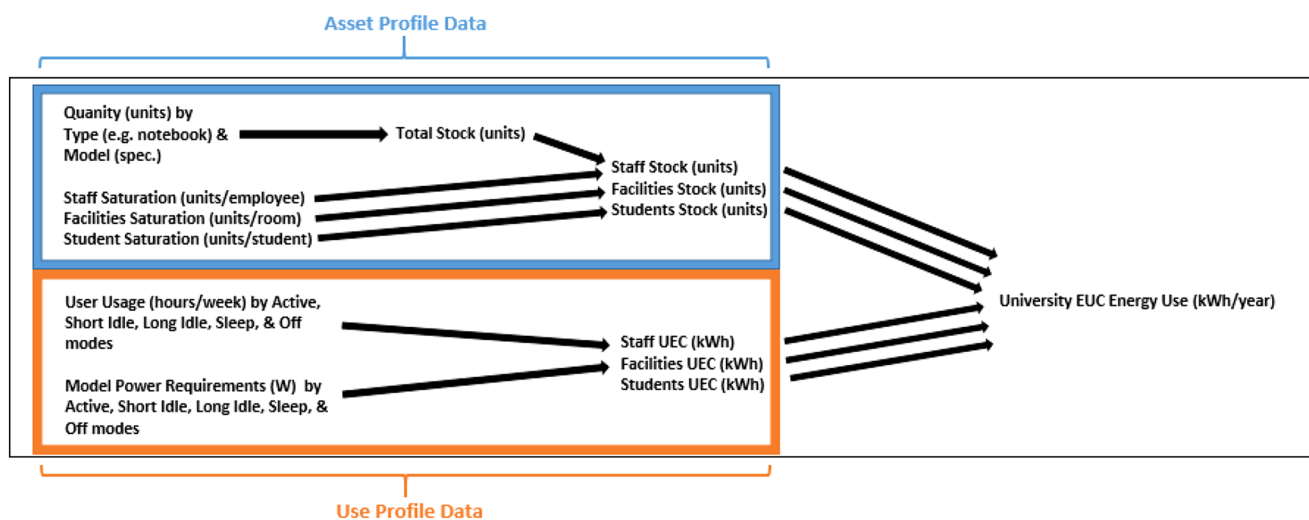 Asset Profile Data
Quanity (units) by
Type (e.g. notebook) &
Model (spec.)
Total Stock (units)
Staff Saturation (units/employee)
Facilities Saturation (units/room)
Student Saturation (units/student)
Staff Stock (units)
Facilities Stock (units)
Students Stock (units)
User Usage (hours/week) by Active,
Short Idle, Long Idle, Sleep, & Off
modes
Model Power Requirements (W) by
Active, Short Idle, Long Idle, Sleep, &
Off modes
Staff UEC (kWh)
Facilities UEC (kWh)
Students UEC (kWh)
University EUC Energy Use (kWh/year)
Use Profile Data